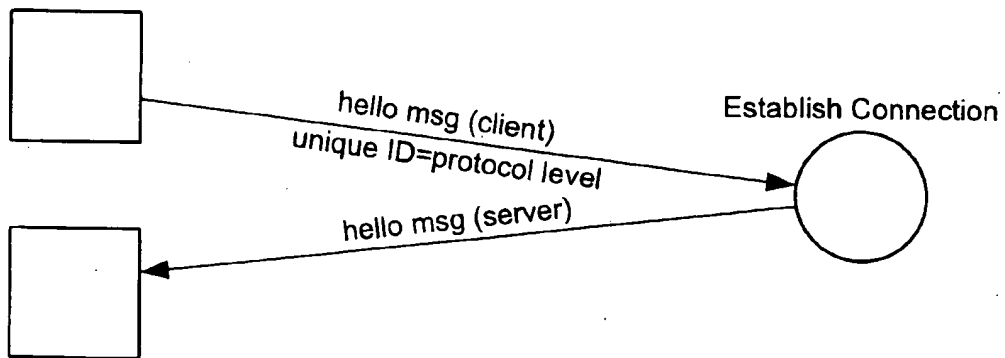 hello msg (client)
unique ID=protocol level
Establish Connection
hello msg (server)